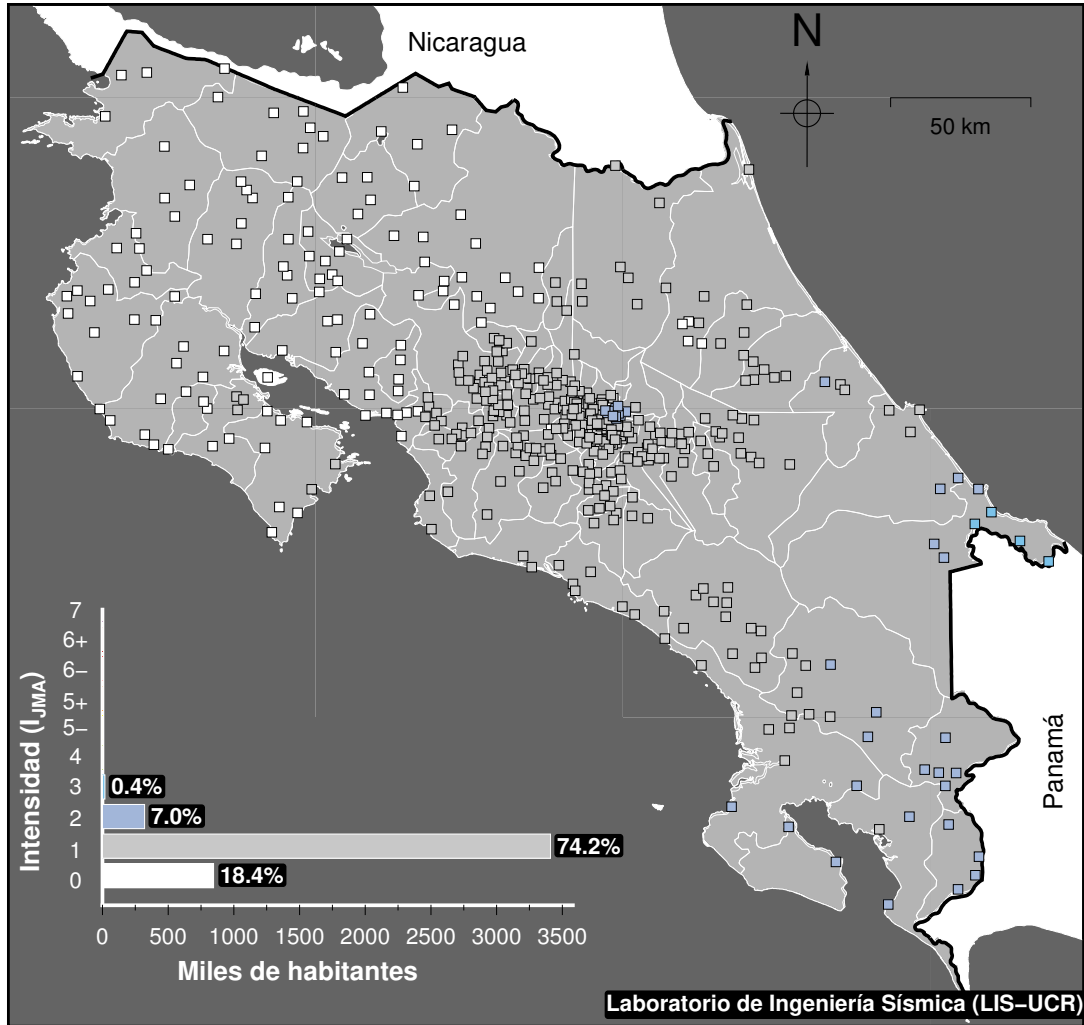 Nicaragua
N
50 km
Panamá
Intensidad (I_JMA)
7
6+
6−
5+
5−
4
3
0.4%
2
7.0%
1
74.2%
0
18.4%
0 500 1000 1500 2000 2500 3000 3500
Miles de habitantes
Laboratorio de Ingeniería Sísmica (LIS−UCR)